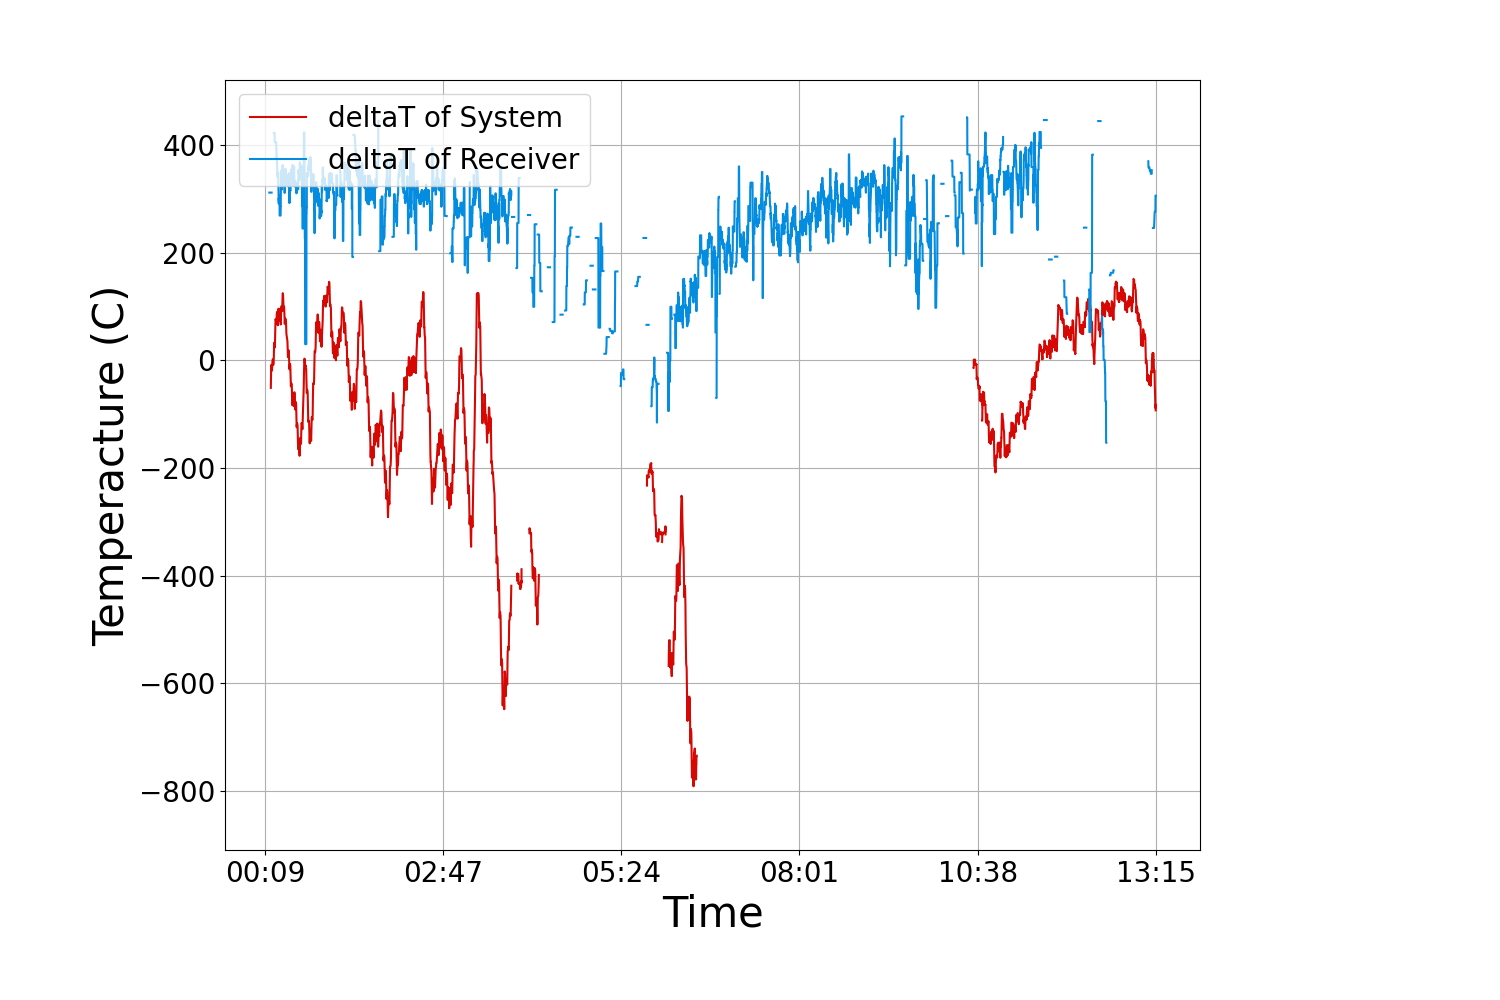 deltaT of System
deltaT of Receiver
Temperacture (C)
400
200
0
−200
−400
−600
−800
00:09 02:47 05:24 08:01 10:38 13:15
Time